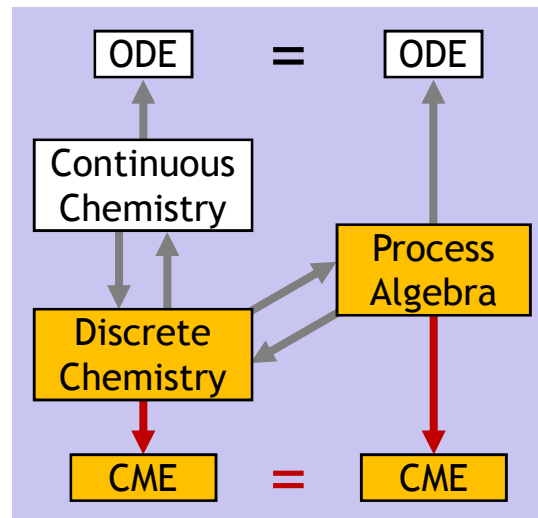 ODE = ODE
Continuous
Chemistry
Process
Algebra
Discrete
Chemistry
CME = CME